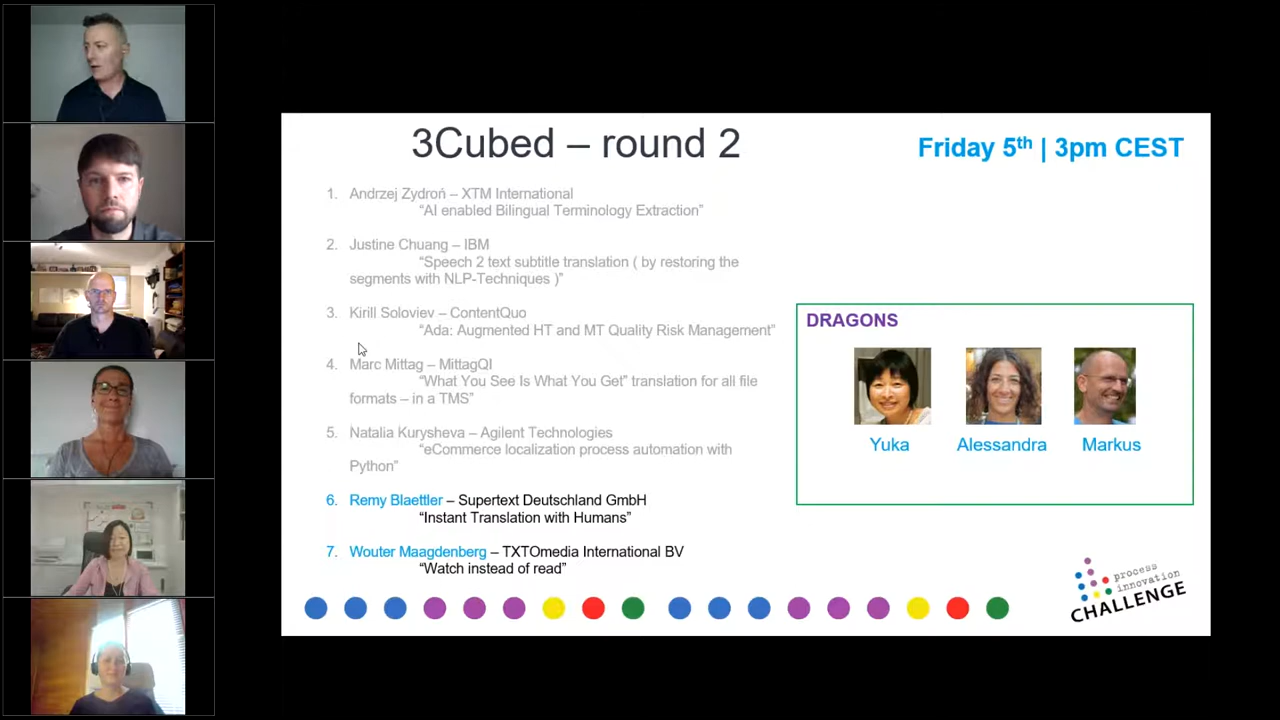 3Cubed – round 2
Friday 5th | 3pm CEST
1. Andrzej Zydroń – XTM International
“AI enabled Bilingual Terminology Extraction”
2. Justine Chuang – IBM
“Speech 2 text subtitle translation ( by restoring the
segments with NLP-Techniques )”
3. Kirill Soloviev – ContentQuo
“Ada: Augmented HT and MT Quality Risk Management”
4. Marc Mittag – MittagQI
“What You See Is What You Get” translation for all file
formats – in a TMS”
5. Natalia Kurysheva – Agilent Technologies
“eCommerce localization process automation with
Python”
6. Remy Blaettler – Supertext Deutschland GmbH
“Instant Translation with Humans”
7. Wouter Maagdenberg – TXTOmedia International BV
“Watch instead of read”
DRAGONS
Yuka
Alessandra
Markus
process
innovation
CHALLENGE